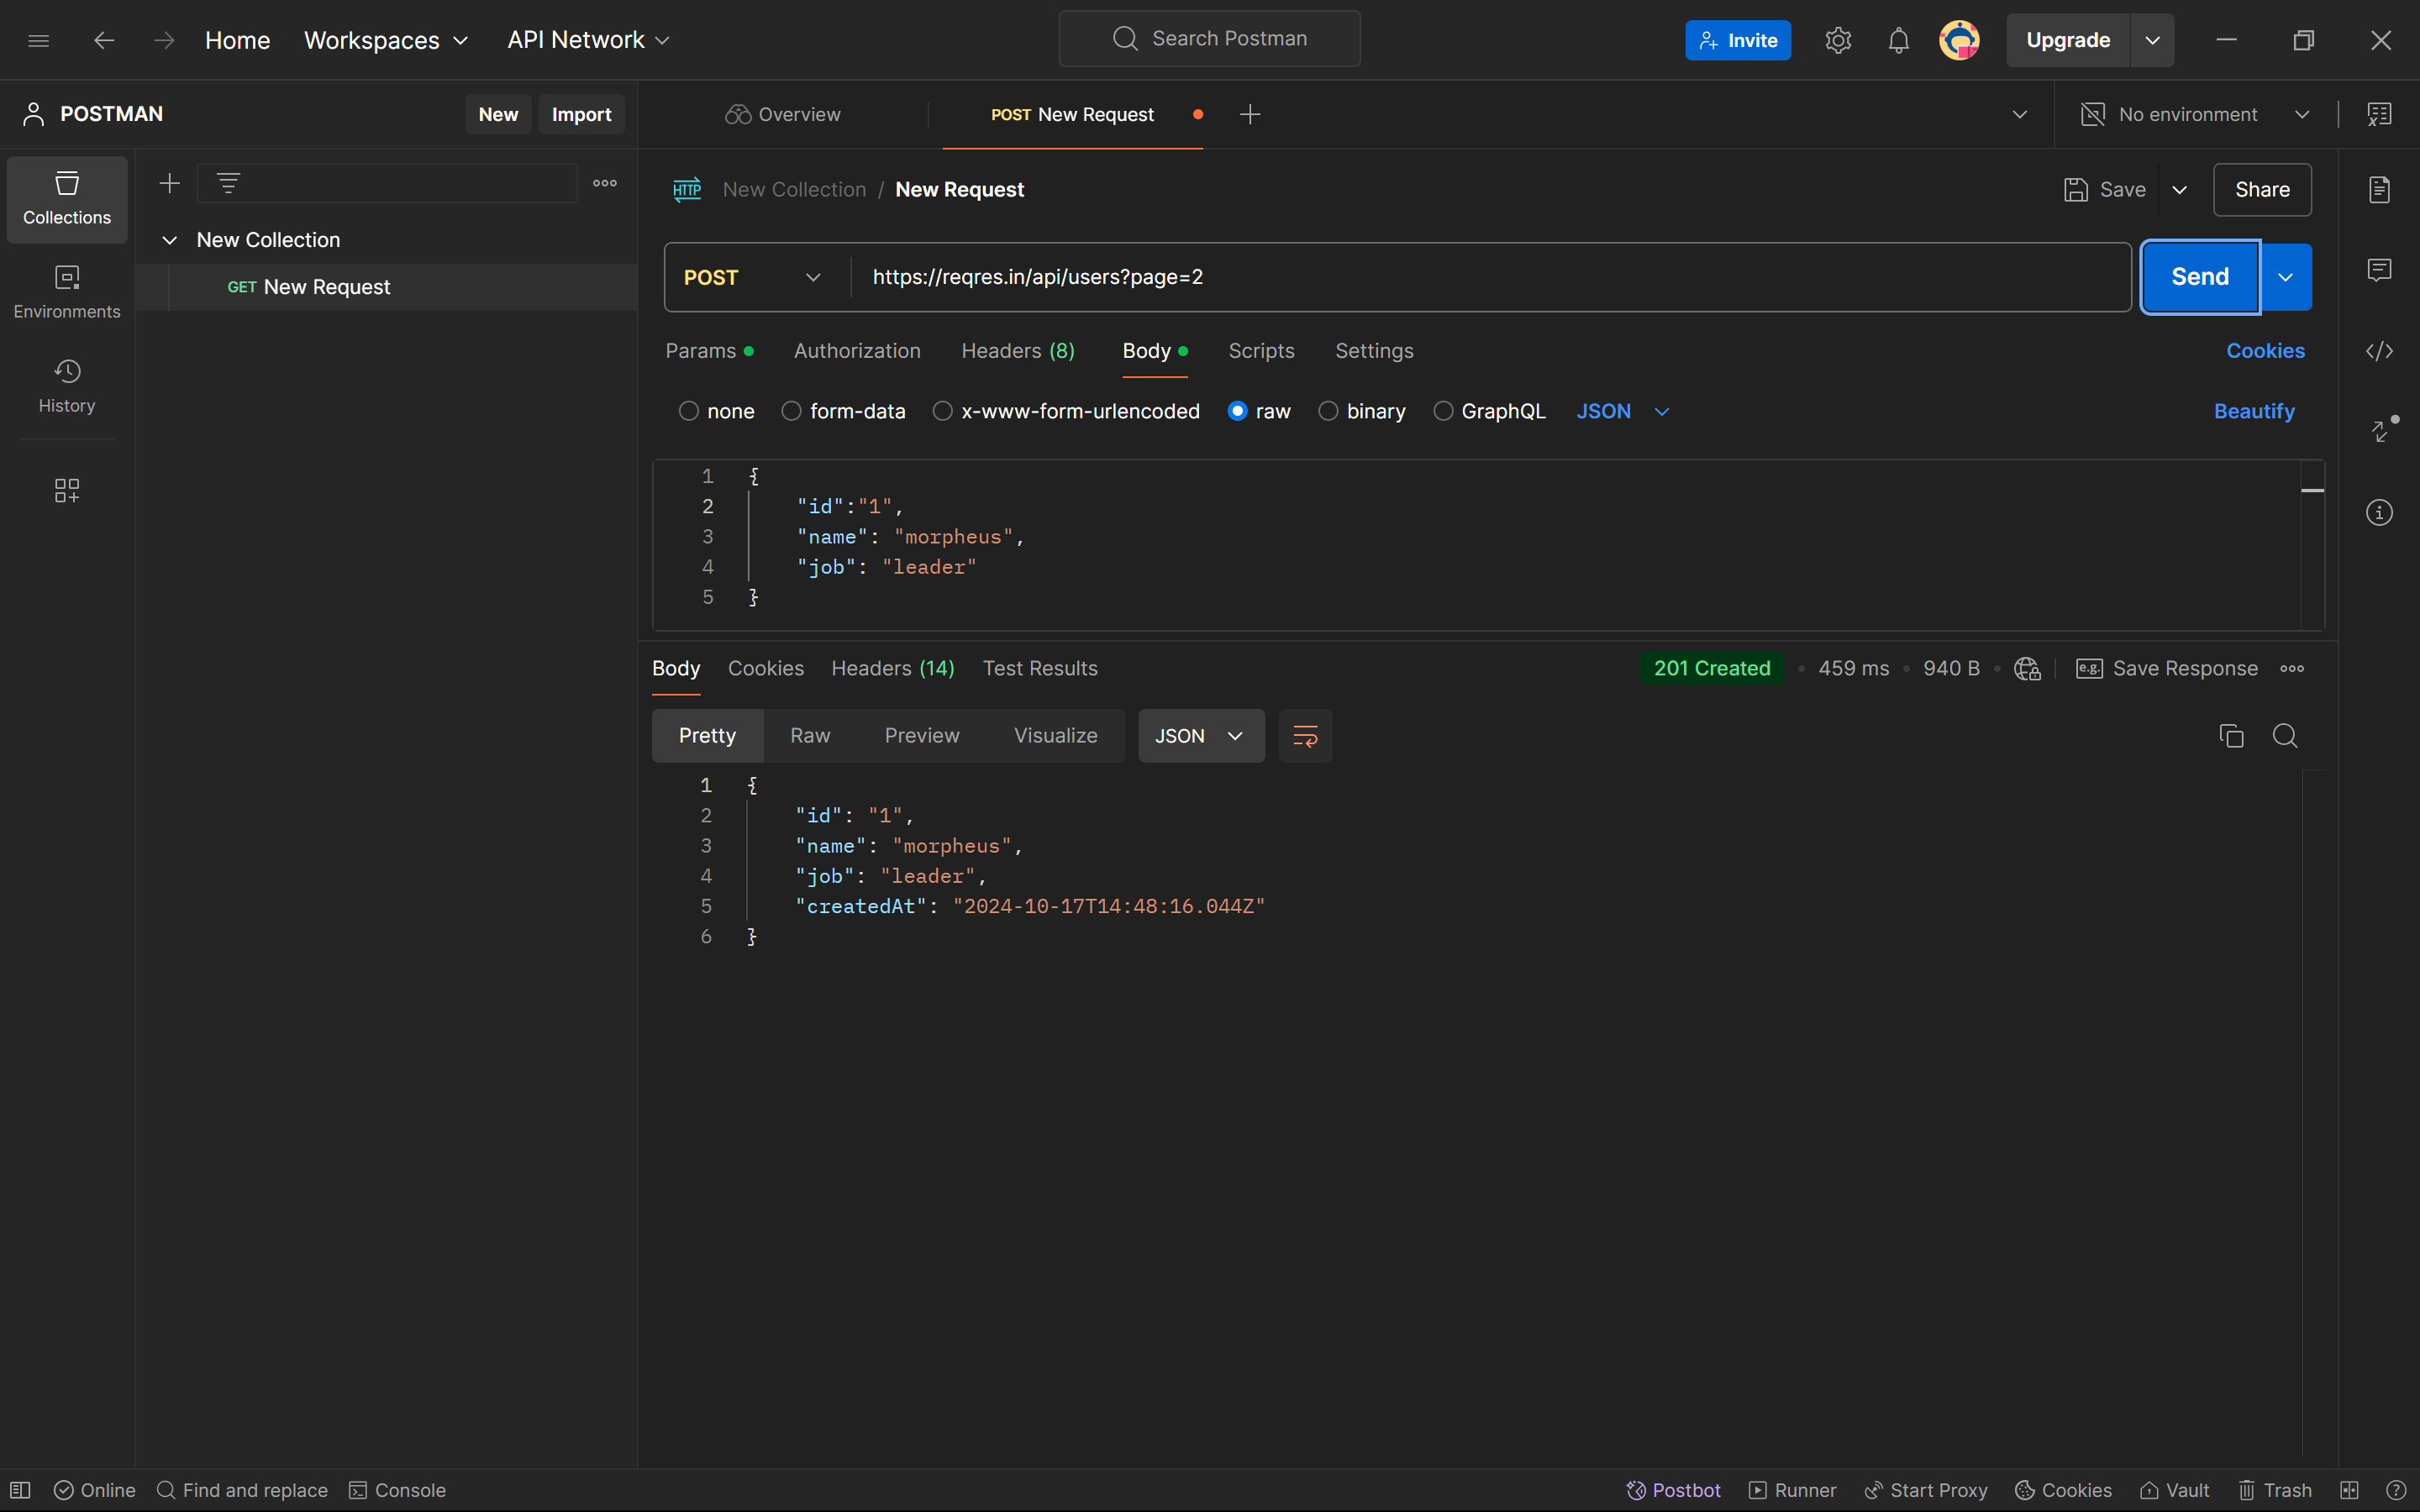 Home Workspaces API Network Search Postman Invite Upgrade
POSTMAN New Import Overview POST New Request No environment
Collections
New Collection / New Request Save Share
New Collection
GET New Request
POST https://reqres.in/api/users?page=2 Send
Environments
Params Authorization Headers (8) Body Scripts Settings Cookies
History
none form-data x-www-form-urlencoded raw binary GraphQL JSON Beautify
1 {
2 "id":"1",
3 "name": "morpheus",
4 "job": "leader"
5 }
Body Cookies Headers (14) Test Results 201 Created 459 ms 940 B e.g. Save Response
Pretty Raw Preview Visualize JSON
1 {
2 "id": "1",
3 "name": "morpheus",
4 "job": "leader",
5 "createdAt": "2024-10-17T14:48:16.044Z"
6 }
Online Find and replace Console Postbot Runner Start Proxy Cookies Vault Trash